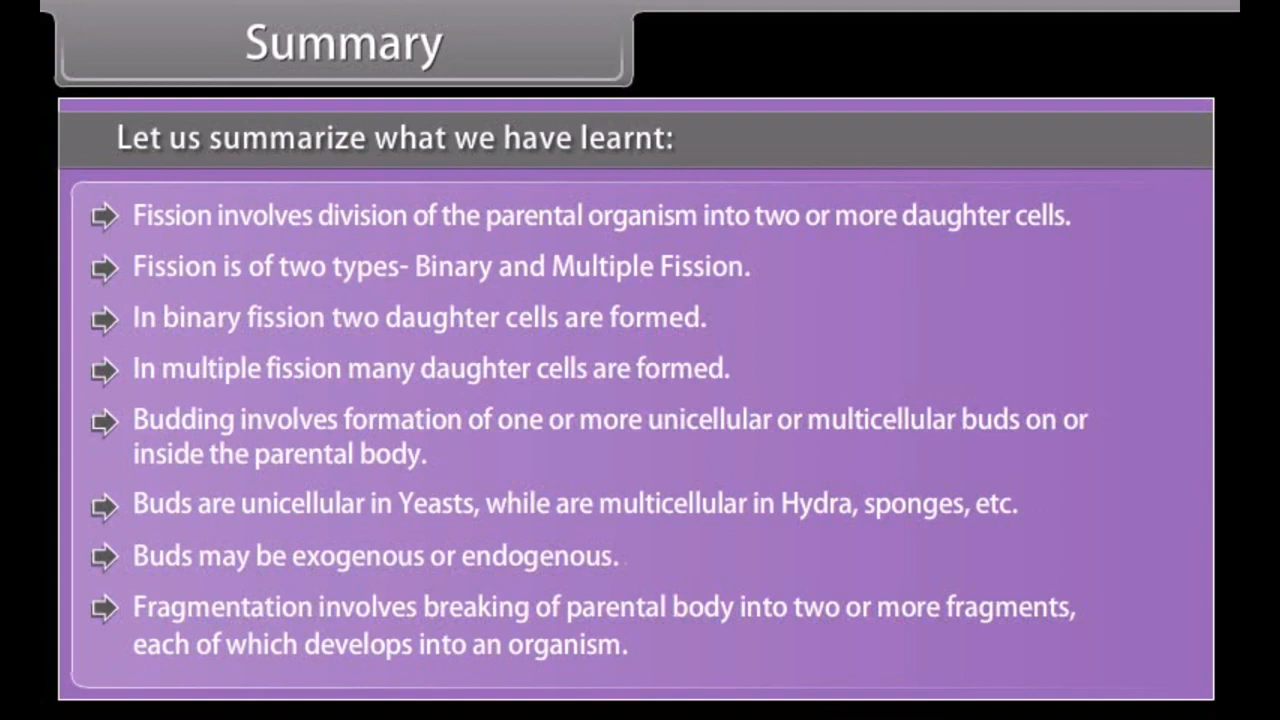 Summary
Let us summarize what we have learnt:
Fission involves division of the parental organism into two or more daughter cells.
Fission is of two types- Binary and Multiple Fission.
In binary fission two daughter cells are formed.
In multiple fission many daughter cells are formed.
Budding involves formation of one or more unicellular or multicellular buds on or
inside the parental body.
Buds are unicellular in Yeasts, while are multicellular in Hydra, sponges, etc.
Buds may be exogenous or endogenous.
Fragmentation involves breaking of parental body into two or more fragments,
each of which develops into an organism.